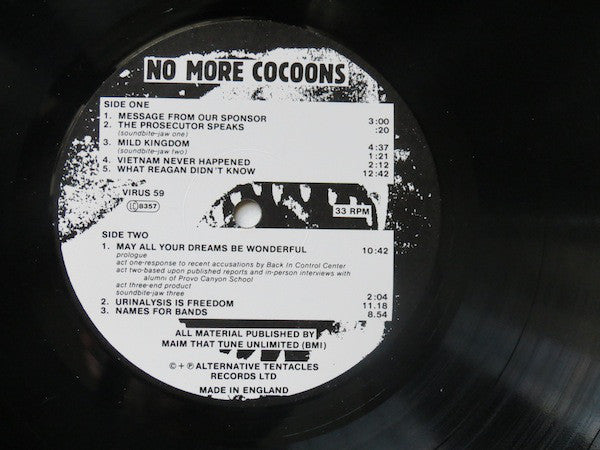 NO MORE COCOONS
SIDE ONE
1. MESSAGE FROM OUR SPONSOR 3:00
2. THE PROSECUTOR SPEAKS :20
(soundbite-jaw one)
3. MILD KINGDOM 4:37
(soundbite-jaw two) 1:21
4. VIETNAM NEVER HAPPENED 2:12
5. WHAT REAGAN DIDN'T KNOW 12:42
VIRUS 59
LC 8357
33 RPM
SIDE TWO
1. MAY ALL YOUR DREAMS BE WONDERFUL 10:42
prologue
act one-response to recent accusations by Back In Control Center
act two-based upon published reports and in-person interviews with
alumni of Provo Canyon School
act three-end product
soundbite-jaw three 2:04
2. URINALYSIS IS FREEDOM 11.18
3. NAMES FOR BANDS 8.54
ALL MATERIAL PUBLISHED BY
MAIM THAT TUNE UNLIMITED (BMI)
©+℗ ALTERNATIVE TENTACLES
RECORDS LTD
MADE IN ENGLAND